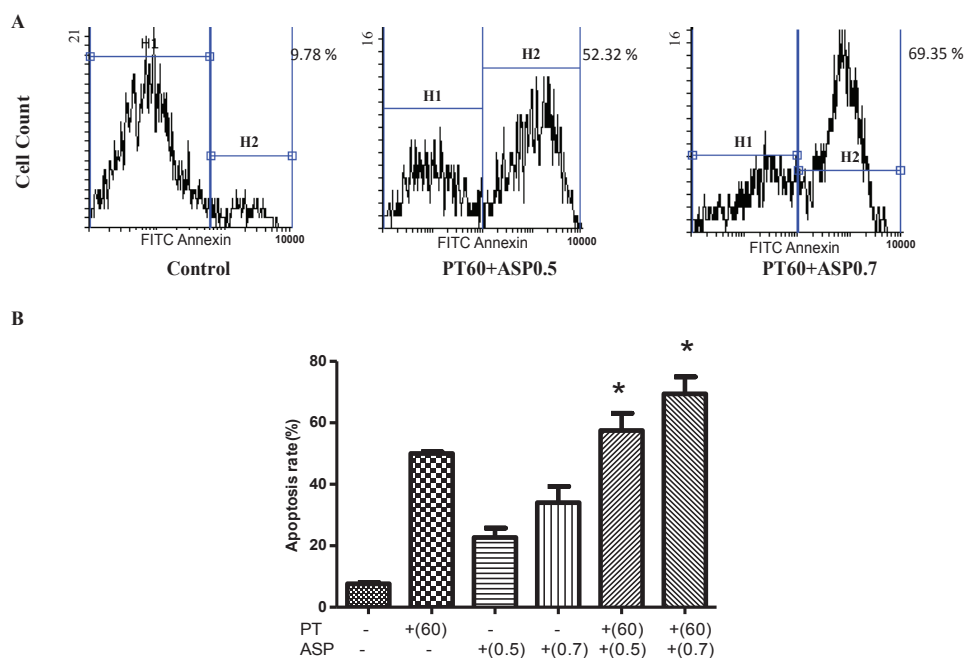 A
Cell Count
21
H1
9.78 %
H2
FITC Annexin
10000
Control
16
H2
52.32 %
H1
FITC Annexin
10000
PT60+ASP0.5
16
69.35 %
H1
H2
FITC Annexin
10000
PT60+ASP0.7
B
Apoptosis rate(%)
80
60
40
20
0
* *
PT - +(60) - - +(60) +(60)
ASP - - +(0.5) +(0.7) +(0.5) +(0.7)